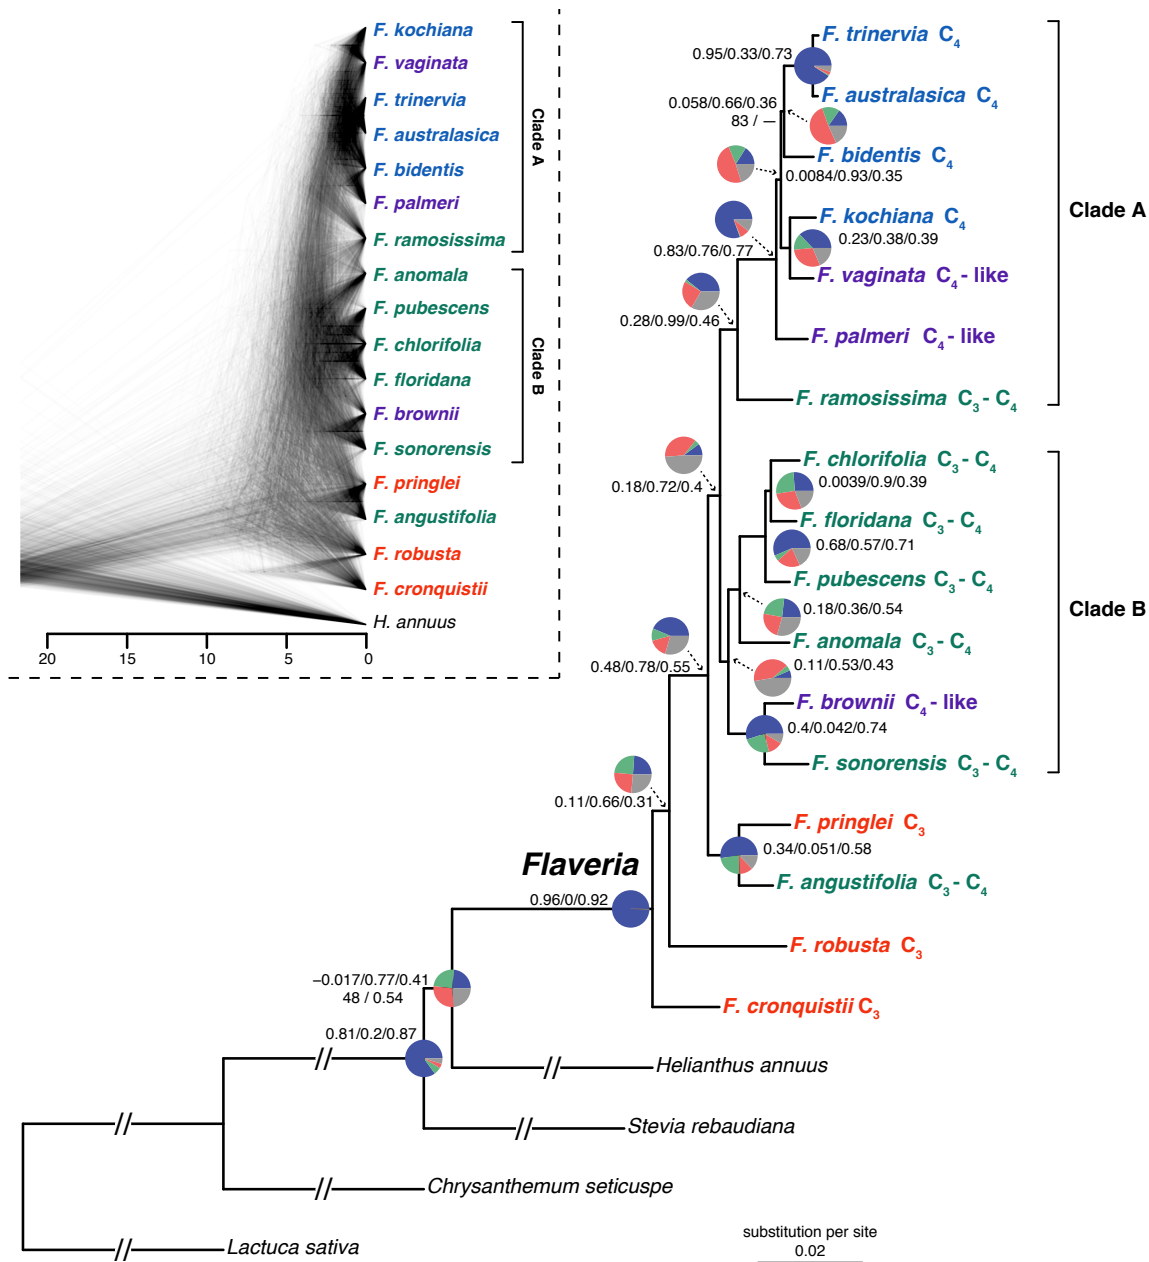 F. kochiana
F. vaginata
F. trinervia
F. australasica
F. bidentis
F. palmeri
F. ramosissima
F. anomala
F. pubescens
F. chlorifolia
F. floridana
F. brownii
F. sonorensis
F. pringlei
F. angustifolia
F. robusta
F. cronquistii
H. annuus
Clade A
Clade B
20 15 10 5 0
F. trinervia C4
0.95/0.33/0.73
F. australasica C4
0.058/0.66/0.36
83 / —
F. bidentis C4
0.0084/0.93/0.35
F. kochiana C4
0.23/0.38/0.39
0.83/0.76/0.77
F. vaginata C4 - like
0.28/0.99/0.46
F. palmeri C4 - like
F. ramosissima C3 - C4
Clade A
F. chlorifolia C3 - C4
0.0039/0.9/0.39
0.18/0.72/0.4
F. floridana C3 - C4
0.68/0.57/0.71
F. pubescens C3 - C4
0.18/0.36/0.54
F. anomala C3 - C4
0.11/0.53/0.43
0.48/0.78/0.55
F. brownii C4 - like
0.4/0.042/0.74
F. sonorensis C3 - C4
Clade B
0.11/0.66/0.31
F. pringlei C3
0.34/0.051/0.58
F. angustifolia C3 - C4
Flaveria
0.96/0/0.92
F. robusta C3
−0.017/0.77/0.41
48 / 0.54
F. cronquistii C3
0.81/0.2/0.87
Helianthus annuus
Stevia rebaudiana
Chrysanthemum seticuspe
Lactuca sativa
substitution per site
0.02